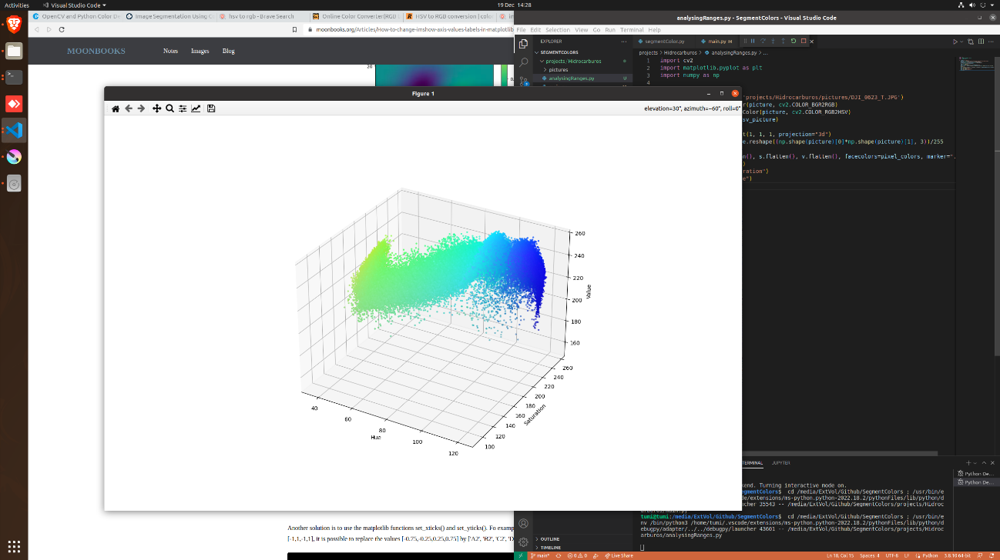 Activities
Visual Studio Code
19 Dec 14:28
OpenCV and Python Color De
Image Segmentation Using C
hsv to rgb - Brave Search
Online Color Converter(RGB
HSV to RGB conversion | color
moonbooks.org/Articles/How-to-change-imshow-axis-values-labels-in-matplotlib
MOONBOOKS
Notes
Images
Blog
20
analysingRanges.py - SegmentColors - Visual Studio Code
File Edit Selection View Go Run Terminal Help
EXPLORER
segmentColor.py
main.py M
SEGMENTCOLORS
projects / Hidrocarburos
pictures
analysingRanges.py U
projects > Hidrocarburos > analysingRanges.py > ...
1 import cv2
2 import matplotlib.pyplot as plt
3 import numpy as np
4
'projects/Hidrocarburos/pictures/DJI_0623_T.JPG')
r(picture, cv2.COLOR_BGR2RGB)
Color(picture, cv2.COLOR_RGB2HSV)
sv_picture)
t(1, 1, 1, projection="3d")
e.reshape((np.shape(picture)[0]*np.shape(picture)[1], 3))/255
n(), s.flatten(), v.flatten(), facecolors=pixel_colors, marker=".
)
ration")
e")
Figure 1
elevation=30°, azimuth=−60°, roll=0°
260
240
220
200
180
160
Value
260
240
220
200
180
160
140
120
100
Saturation
40
60
80
100
120
Hue
Another solution is to use the matplotlib functions set_xticks() and set_yticks(). Fo exampl
[-1,1,-1,1], it is possible to replace the values [-0.75,-0.25,0.25,0.75] by ['A2', 'B2', 'C2', 'D
TERMINAL
JUPYTER
Python De...
Python De...
kend. Turning interactive mode on.
egmentColors$ cd /media/ExtVol/Github/SegmentColors ; /usr/bin/e
de/extensions/ms-python.python-2022.18.2/pythonFiles/lib/python/d
ncher 35543 -- /media/ExtVol/Github/SegmentColors/projects/Hidroc
tumi@tumi:/media/ExtVol/Github/SegmentColors$ cd /media/ExtVol/Github/SegmentColors ; /usr/bin/e
nv /bin/python3 /home/tumi/.vscode/extensions/ms-python.python-2022.18.2/pythonFiles/lib/python/d
ebugpy/adapter/../../debugpy/launcher 43601 -- /media/ExtVol/Github/SegmentColors/projects/Hidroc
arburos/analysingRanges.py
OUTLINE
TIMELINE
main*
0
0
Live Share
Ln 18, Col 15
Spaces: 4
UTF-8
LF
Python
3.8.10 64-bit